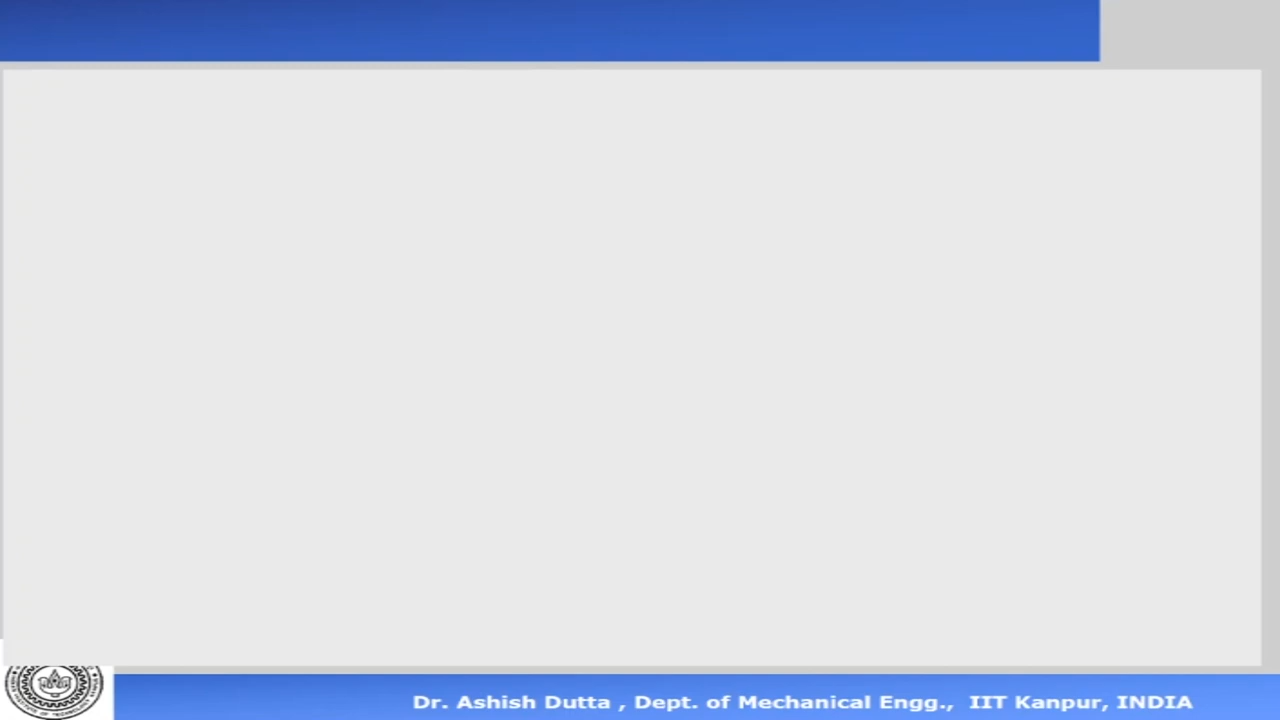 Dr. Ashish Dutta , Dept. of Mechanical Engg., IIT Kanpur, INDIA